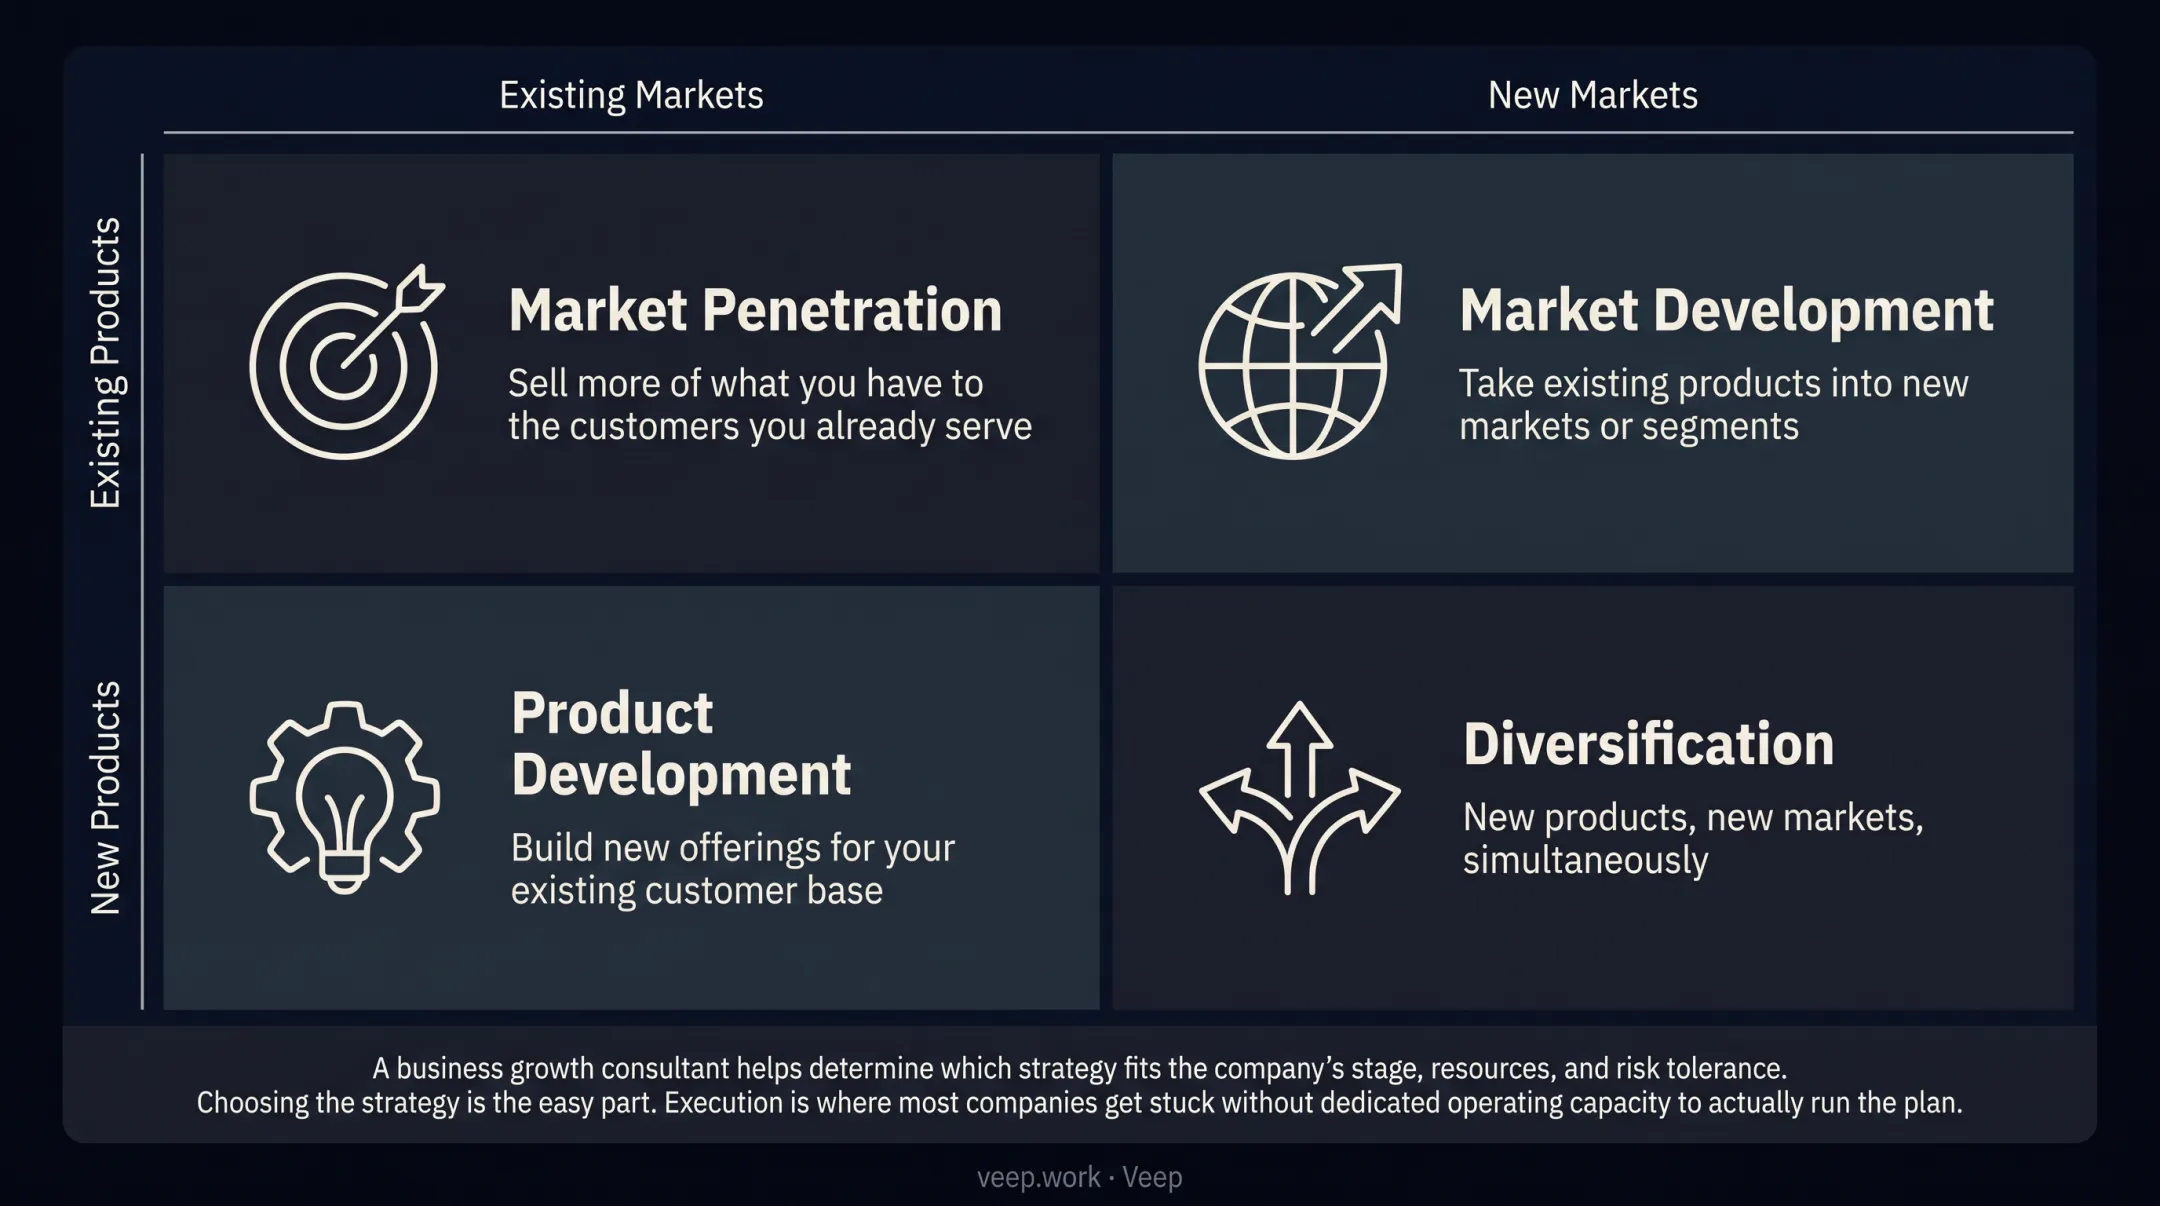 Existing Markets
New Markets
Existing Products
Market Penetration
Sell more of what you have to
the customers you already serve
Market Development
Take existing products into new
markets or segments
New Products
Product
Development
Build new offerings for your
existing customer base
Diversification
New products, new markets,
simultaneously
A business growth consultant helps determine which strategy fits the company’s stage, resources, and risk tolerance.
Choosing the strategy is the easy part. Execution is where most companies get stuck without dedicated operating capacity to actually run the plan.
veep.work · Veep